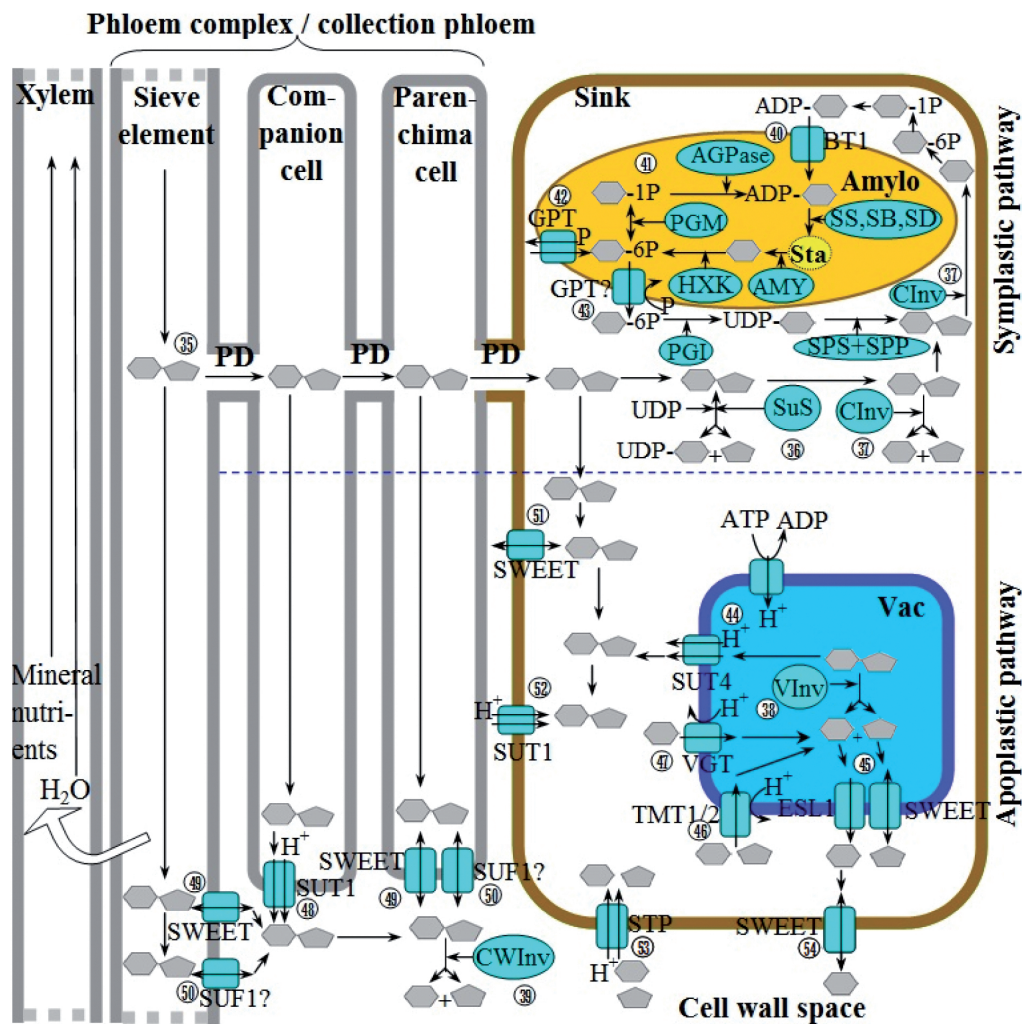 Phloem complex / collection phloem
Xylem
Sieve
element
Com-
panion
cell
Paren-
chima
cell
Sink
ADP-
-1P
㊵
BT1
-6P
㊶
AGPase
Amylo
-1P
ADP-
㊷
GPT
P
PGM
SS,SB,SD
-6P
Sta
HXK
AMY
GPT?
P
㊸
-6P
UDP-
CInv
㊲
PGI
SPS+SPP
Symplastic pathway
㉟
PD
PD
PD
UDP
SuS
CInv
UDP-
+
㊱
㊲
+
51
SWEET
ATP
ADP
H+
Vac
㊹
H+
SUT4
VInv
㊳
52
H+
SUT1
H+
㊼
VGT
+
㊺
H+
TMT1/2
㊻
ESL1
SWEET
Apoplastic pathway
Mineral
nutri-
ents
H2O
H+
SUT1
㊽
SWEET
㊾
SUF1?
㊿
㊾
SWEET
㊿
SUF1?
CWInv
+
㊴
STP
53
H+
SWEET
54
Cell wall space